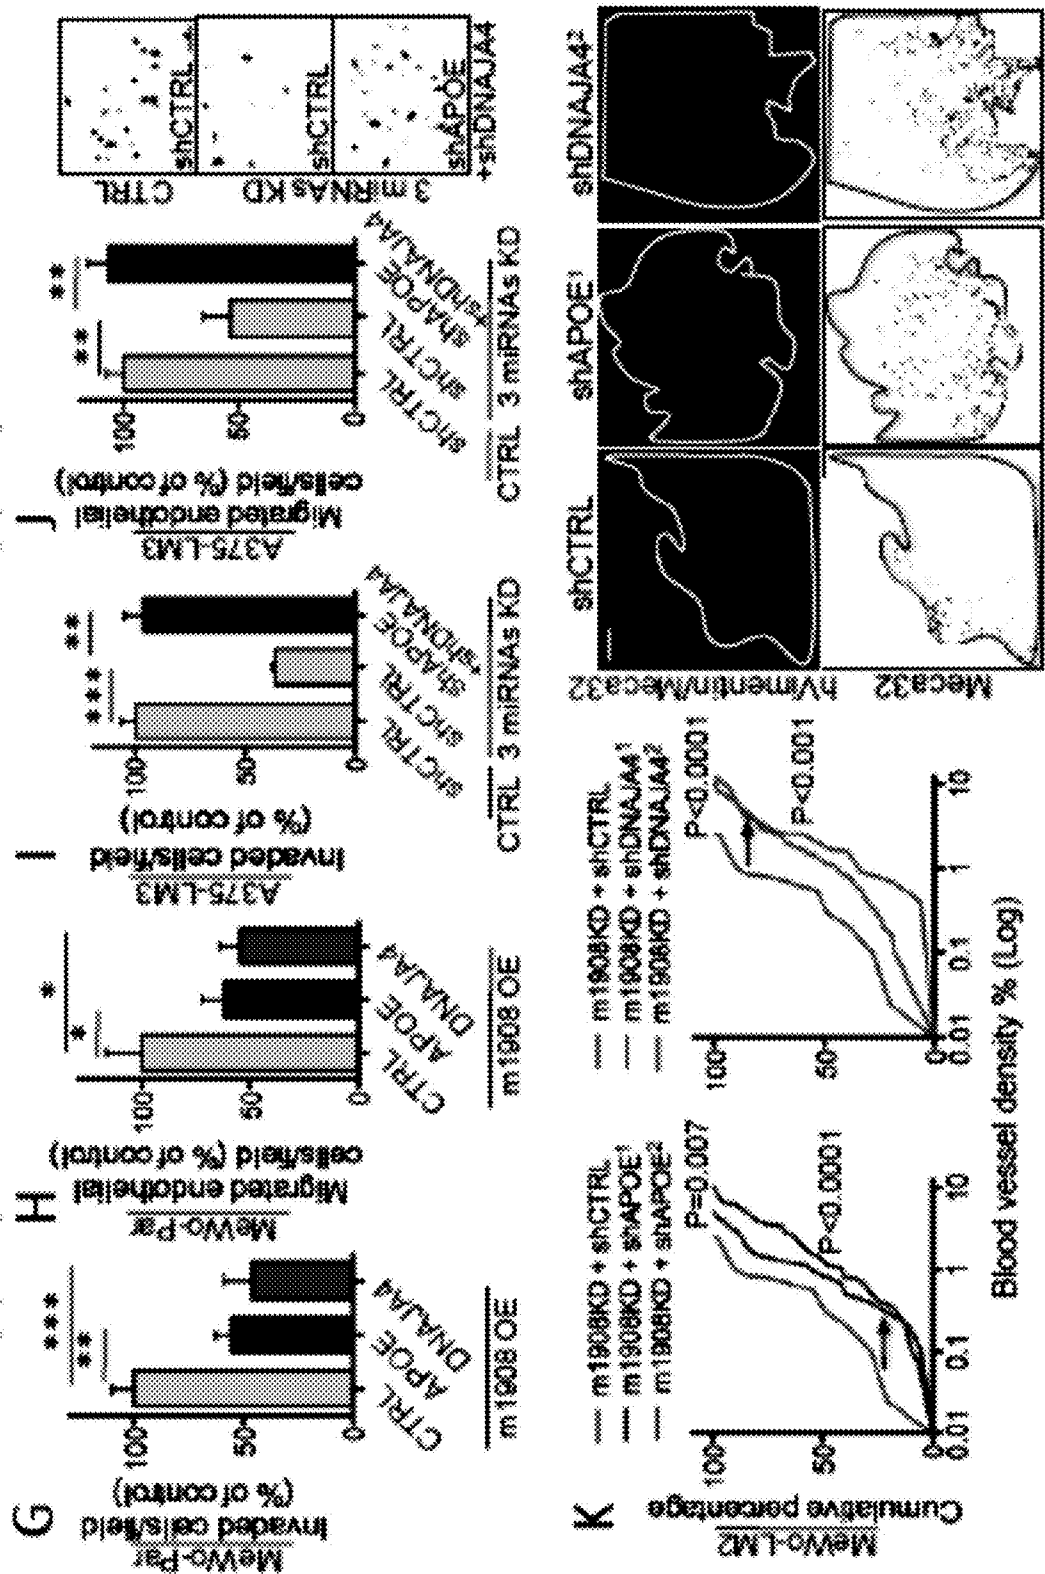 G
MeWo-Par
Invaded cells/field
(% of control)
100
50
0
***
**
CTRL
APOE
DNAJA4
m1908 OE
H
MeWo-Par
Migrated endothelial
cells/field (% of control)
100
50
0
*
*
CTRL
APOE
DNAJA4
m1908 OE
I
A375-LM3
Invaded cells/field
(% of control)
100
50
0
***
**
shCTRL
shCTRL
shAPOE
+shDNAJA4
CTRL 3 miRNAs KD
J
A375-LM3
Migrated endothelial
cells/field (% of control)
100
50
0
**
**
shCTRL
shCTRL
shAPOE
+shDNAJA4
CTRL 3 miRNAs KD
CTRL
3 miRNAs KD
shCTRL
shCTRL
shAPOE
+shDNAJA4
K
MeWo-LM2
Cumulative percentage
m1908KD + shCTRL
m1908KD + shAPOE¹
m1908KD + shAPOE²
100
50
0
0.01 0.1 1 10
P=0.007
P<0.0001
m1908KD + shCTRL
m1908KD + shDNAJA4¹
m1908KD + shDNAJA4²
100
50
0
0.01 0.1 1 10
P<0.0001
P<0.001
Blood vessel density % (Log)
shCTRL shAPOE¹ shDNAJA4²
hVimentin/Meca32
Meca32